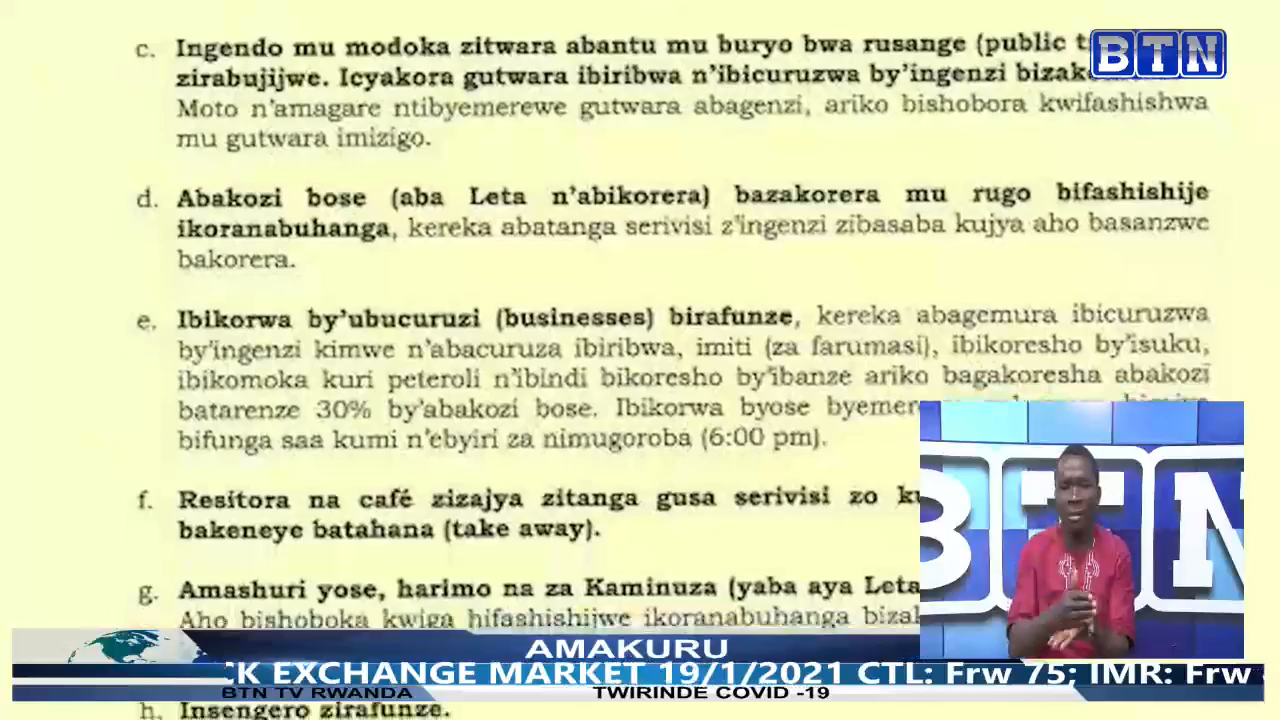 c. Ingendo mu modoka zitwara abantu mu buryo bwa rusange (public
zirabujijwe. Icyakora gutwara ibiribwa n'ibicuruzwa by'ingenzi
Moto n'amagare ntibyemerewe gutwara abagenzi, ariko bishobora kwifashishwa
mu gutwara imizigo.
d. Abakozi bose (aba Leta n'abikorera) bazakorera mu rugo bifashishije
ikoranabuhanga, kereka abatanga serivisi z'ingenzi zibasaba kujya aho basanzwe
bakorera.
e. Ibikorwa by'ubucuruzi (businesses) birafunze, kereka abagemura ibicuruzwa
by'ingenzi kimwe n'abacuruza ibiribwa, imiti (za farumasi), ibikoresho by'isuku,
ibikomoka kuri peteroli n'ibindi bikoresho by'ibanze ariko bagakoresha abakozi
batarenze 30% by'abakozi bose. Ibikorwa byose
bifunga saa kumi n'ebyiri za nimugoroba (6:00 pm).
f. Resitora na café zizajya zitanga gusa serivisi zo
bakeneye batahana (take away).
g. Amashuri yose, harimo na za Kaminuza (yaba aya Leta
Aho bishoboka kwiga hifashishijwe ikoranabuhanga
h. Insengero zirafunze.
BTN
BTN
AMAKURU
CK EXCHANGE MARKET 19/1/2021 CTL: Frw 75; IMR: Frw
BTN TV RWANDA TWIRINDE COVID -19